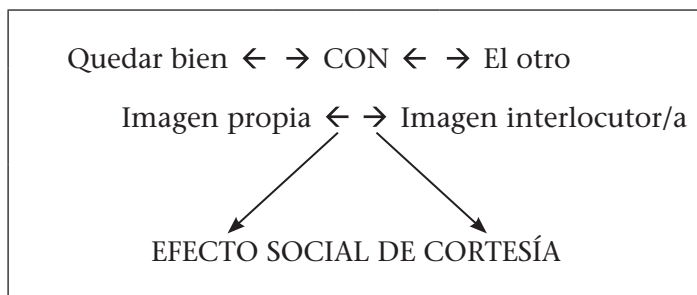 Quedar bien ← → CON ← → El otro
Imagen propia ← → Imagen interlocutor/a
EFECTO SOCIAL DE CORTESÍA